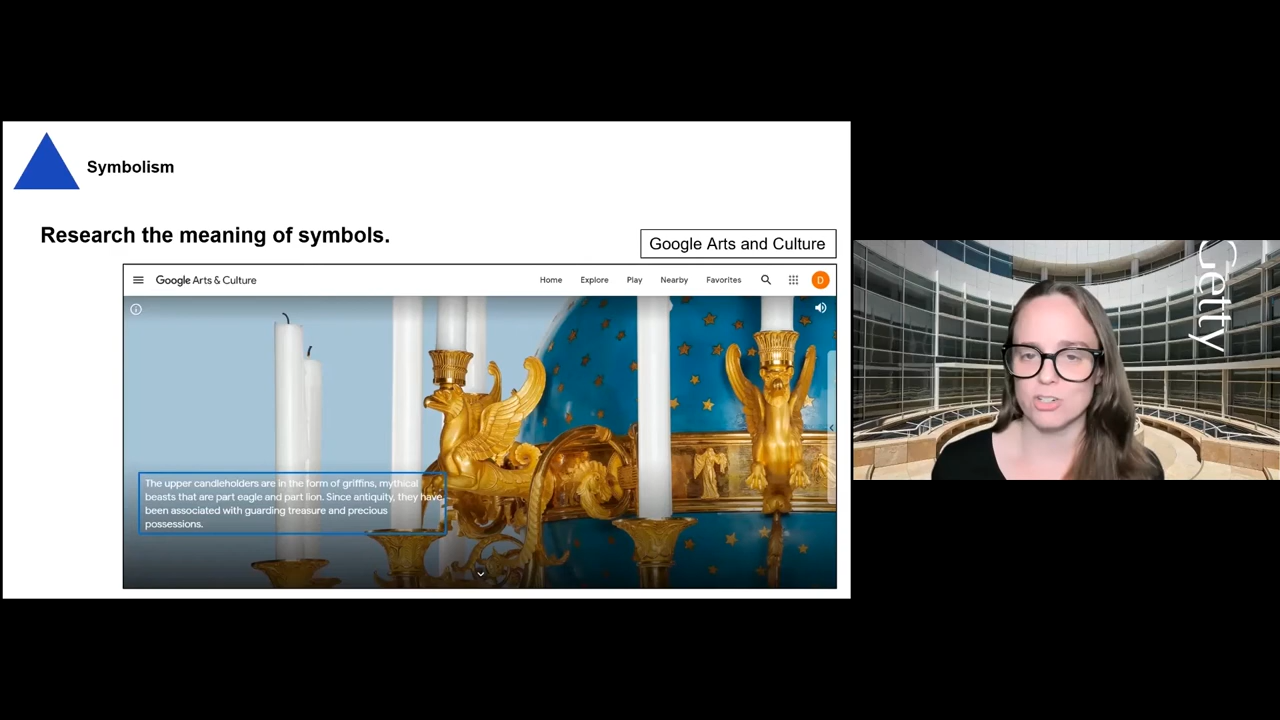 Symbolism
Research the meaning of symbols.
Google Arts and Culture
Google Arts & Culture
Home Explore Play Nearby Favorites D
The upper candleholders are in the form of griffins, mythical
beasts that are part eagle and part lion. Since antiquity, they have
been associated with guarding treasure and precious
possessions.
Getty